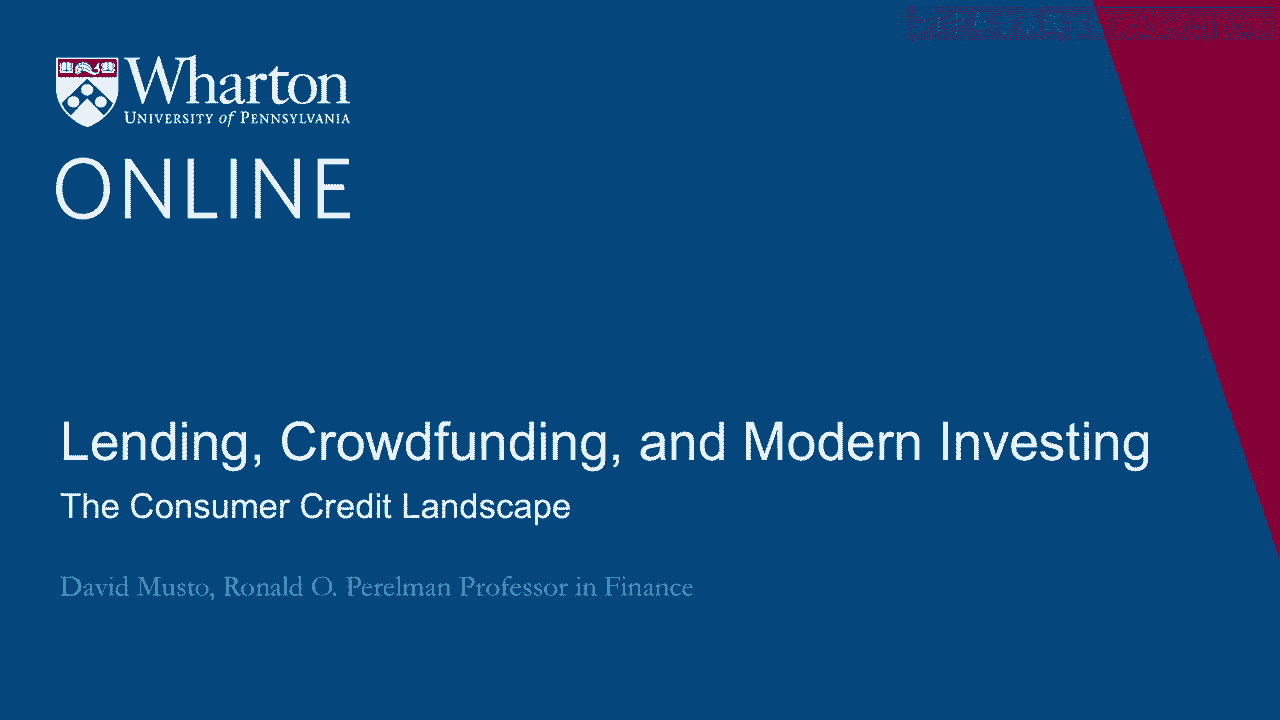 Wharton
UNIVERSITY of PENNSYLVANIA
ONLINE
Lending, Crowdfunding, and Modern Investing
The Consumer Credit Landscape
David Musto, Ronald O. Perelman Professor in Finance